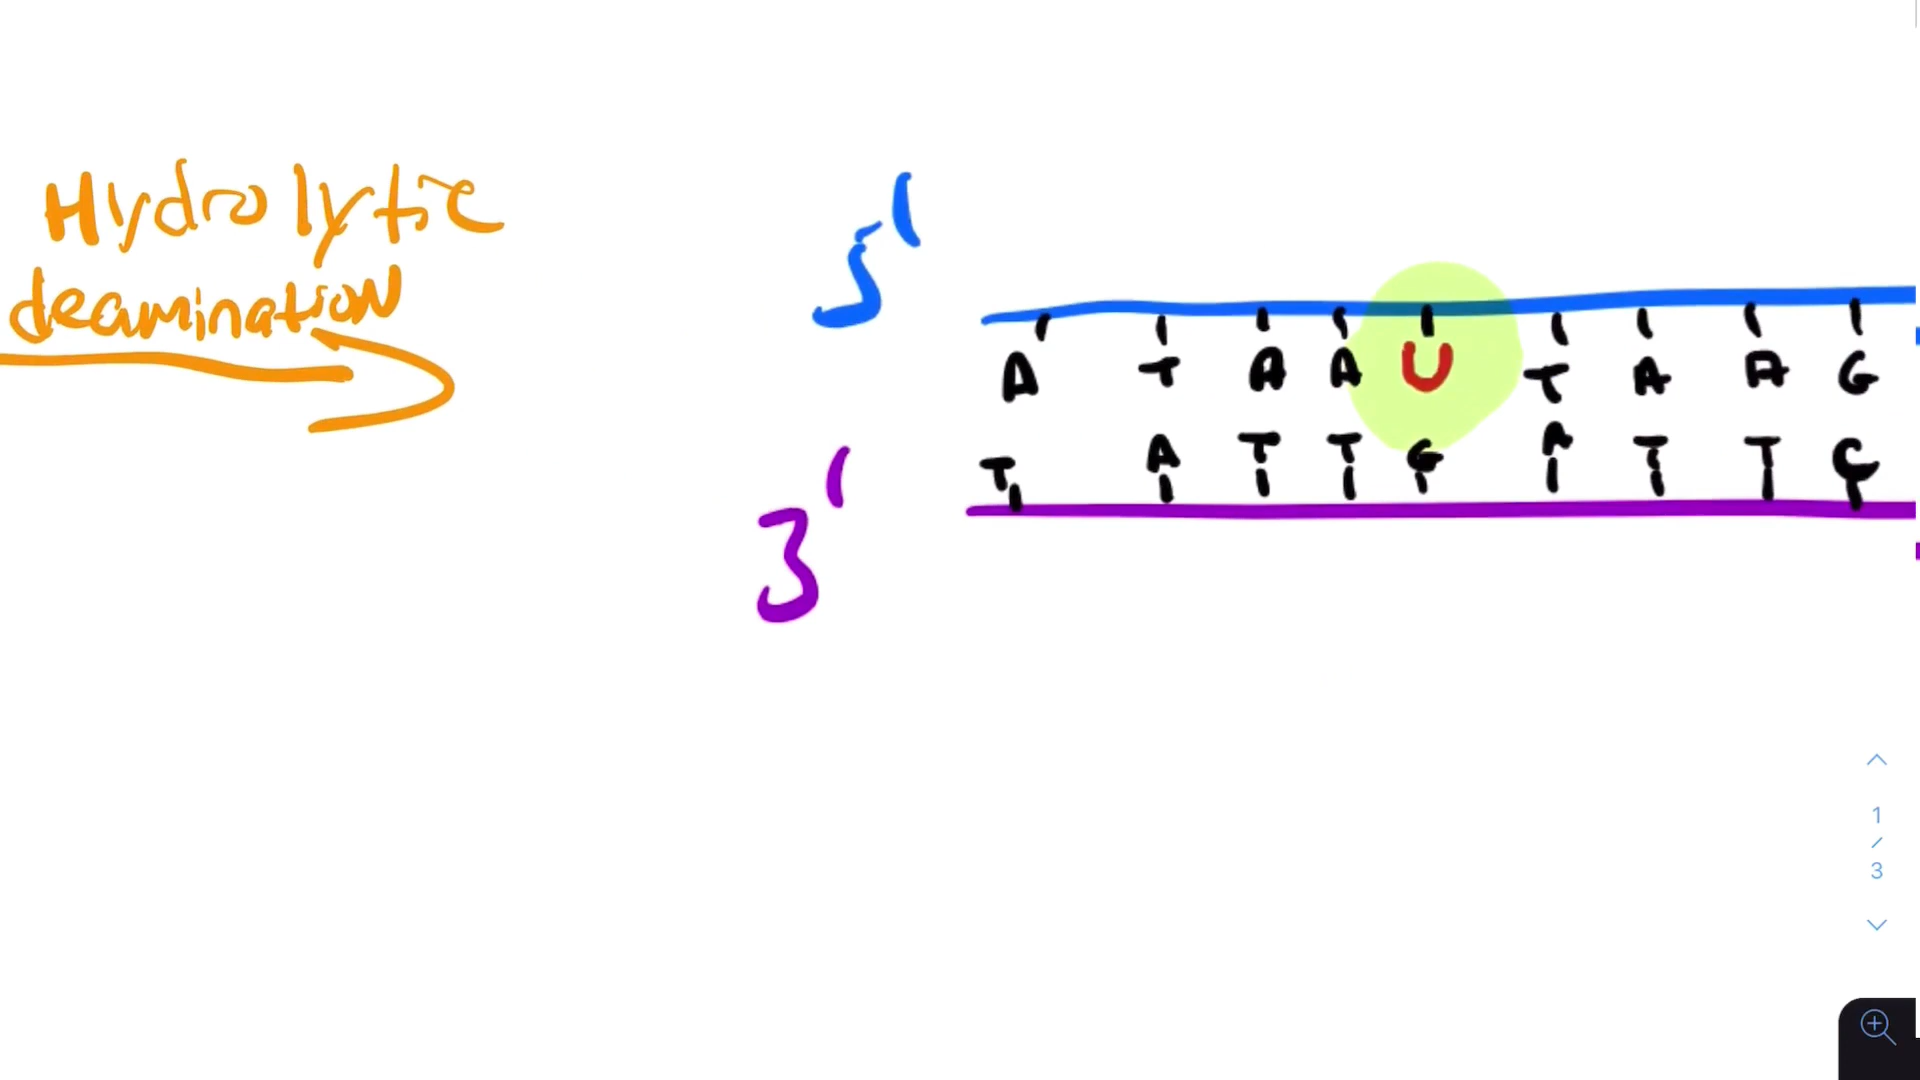 Hydrolytic
deamination
5'
A T A A U T A A G
T A T T G A T T C
3'
1
/
3